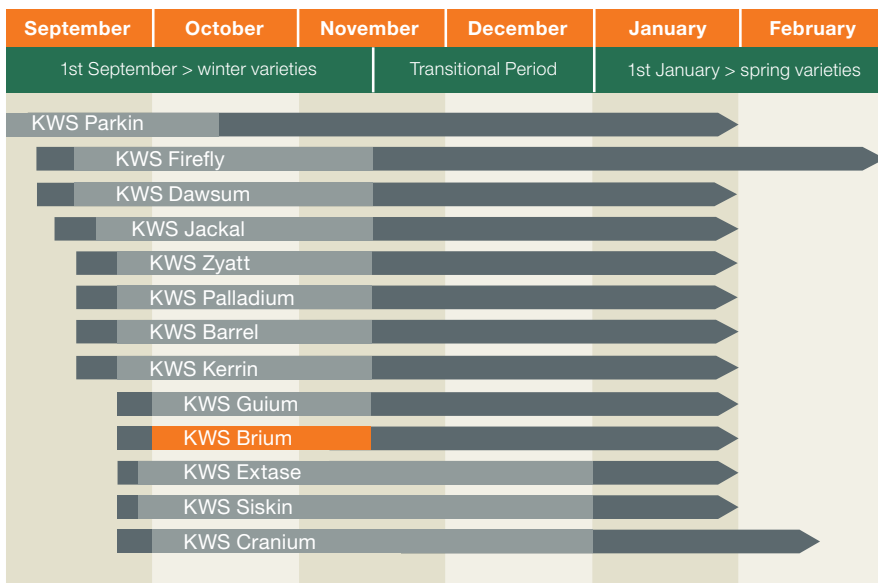 September October November December January February
1st September > winter varieties Transitional Period 1st January > spring varieties
KWS Parkin
KWS Firefly
KWS Dawsum
KWS Jackal
KWS Zyatt
KWS Palladium
KWS Barrel
KWS Kerrin
KWS Guium
KWS Brium
KWS Extase
KWS Siskin
KWS Cranium